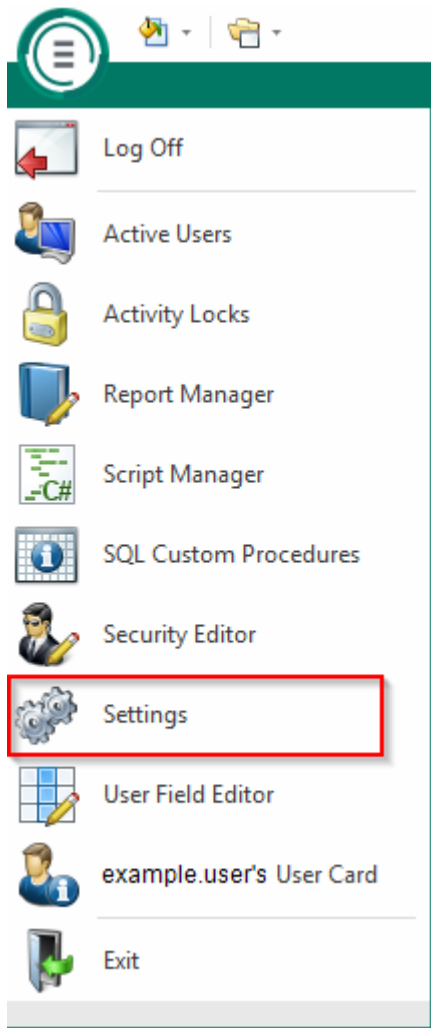 Log Off
Active Users
Activity Locks
Report Manager
C#
Script Manager
SQL Custom Procedures
Security Editor
Settings
User Field Editor
example.user's User Card
Exit